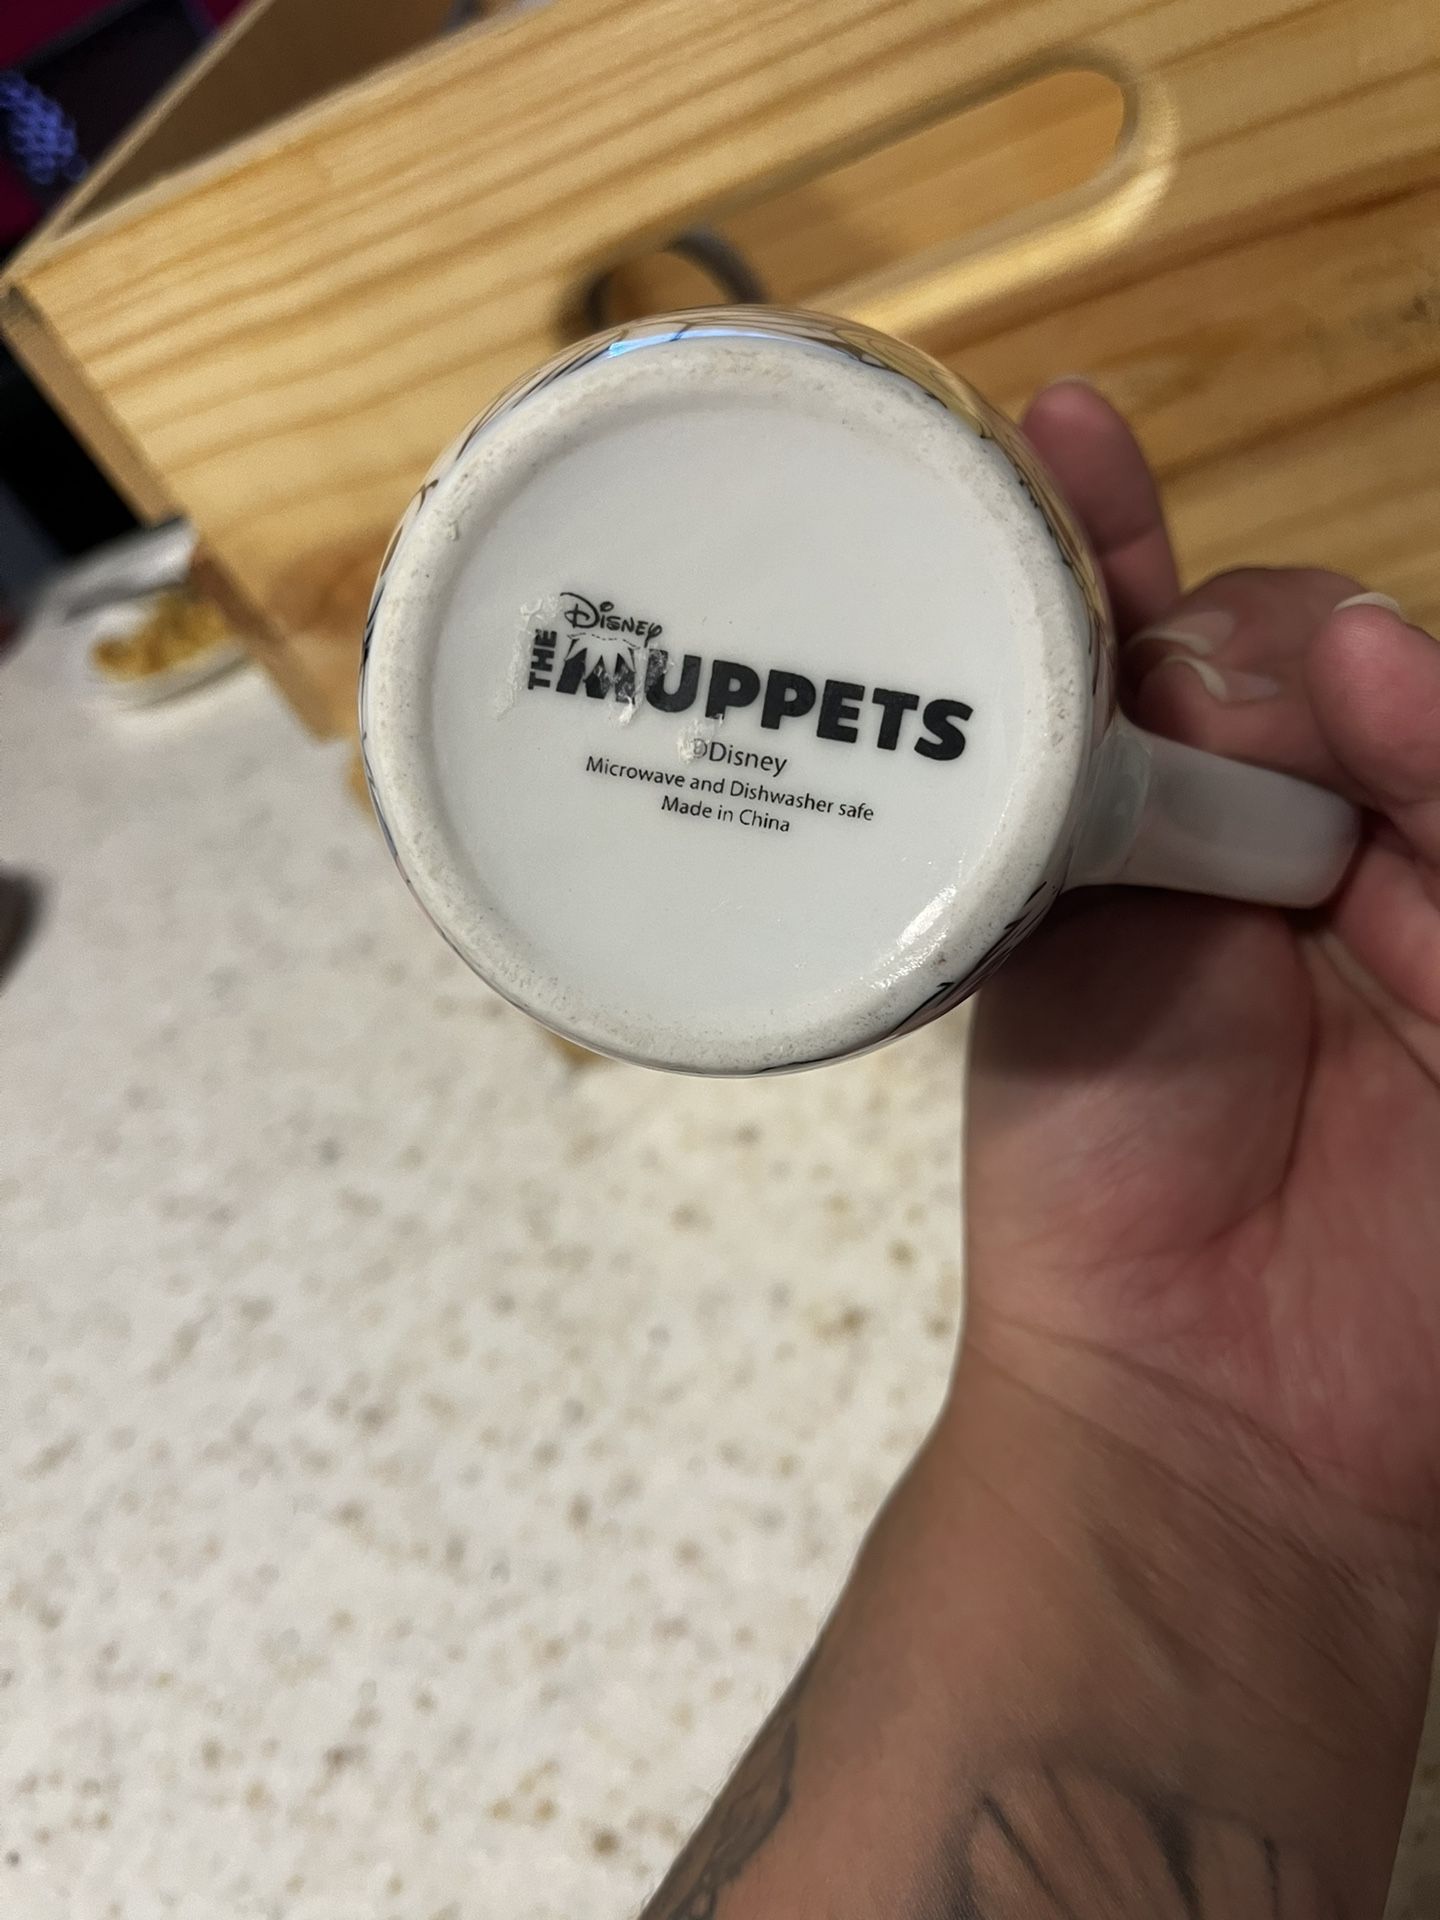 Disney
THE MUPPETS
©Disney
Microwave and Dishwasher safe
Made in China